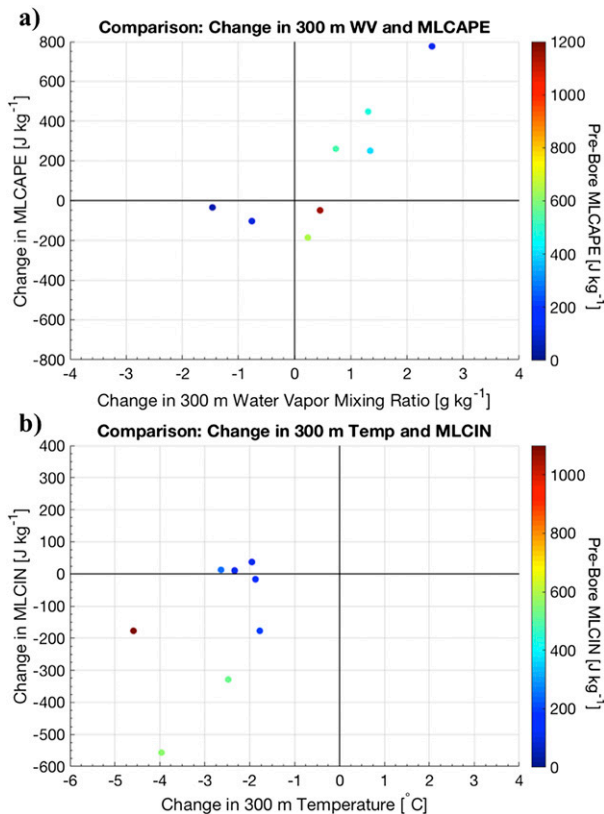 a)
Comparison: Change in 300 m WV and MLCAPE
Change in MLCAPE [J kg-1]
800
600
400
200
0
-200
-400
-600
-800
-4 -3 -2 -1 0 1 2 3 4
Change in 300 m Water Vapor Mixing Ratio [g kg-1]
1200
1000
800
600
400
200
0
Pre-Bore MLCAPE [J kg-1]
b)
Comparison: Change in 300 m Temp and MLCIN
Change in MLCIN [J kg-1]
400
300
200
100
0
-100
-200
-300
-400
-500
-600
-6 -5 -4 -3 -2 -1 0 1 2 3 4
Change in 300 m Temperature [°C]
1000
800
600
400
200
0
Pre-Bore MLCIN [J kg-1]